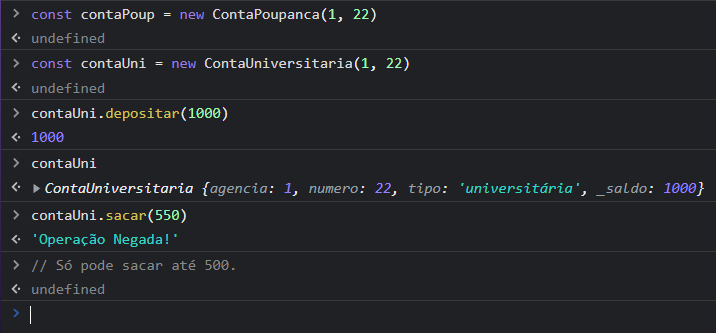 > const contaPoup = new ContaPoupanca(1, 22)
undefined
> const contaUni = new ContaUniversitaria(1, 22)
undefined
> contaUni.depositar(1000)
1000
> contaUni
▶ContaUniversitaria {agencia: 1, numero: 22, tipo: 'universitária', _saldo: 1000}
> contaUni.sacar(550)
'Operação Negada!'
> // Só pode sacar até 500.
undefined
>